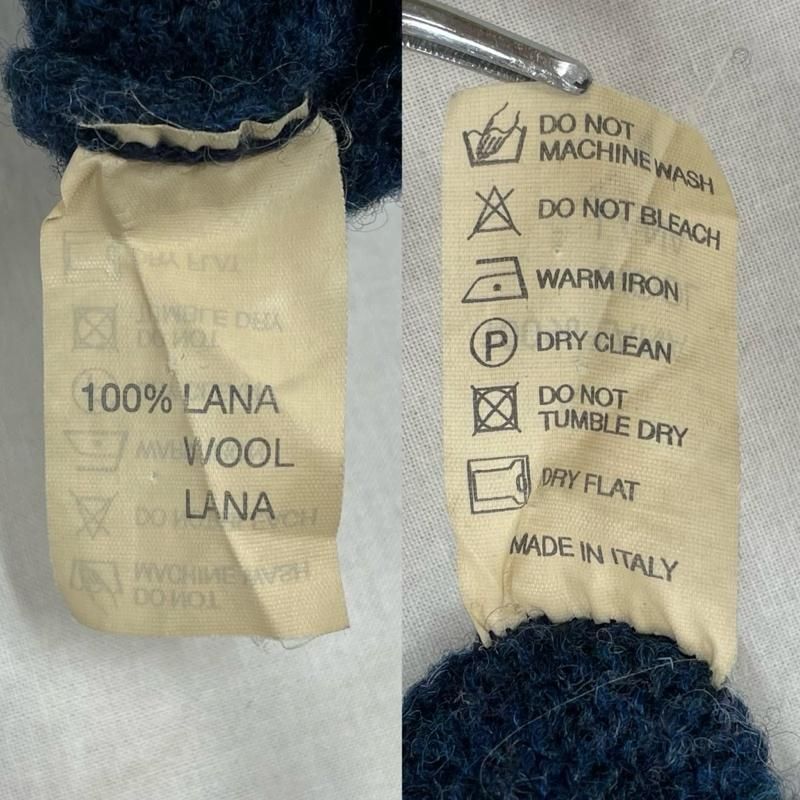 100% LANA
WOOL
LANA
DO NOT
MACHINE WASH
DO NOT BLEACH
WARM IRON
P
DRY CLEAN
DO NOT
TUMBLE DRY
DRY FLAT
MADE IN ITALY